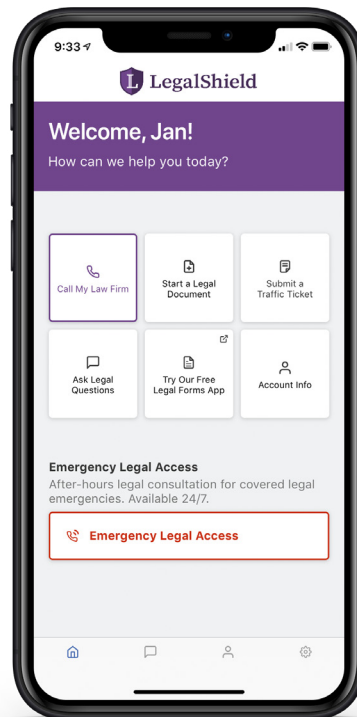 9:33
L LegalShield
Welcome, Jan!
How can we help you today?
Call My Law Firm
Start a Legal
Document
Submit a
Traffic Ticket
Ask Legal
Questions
Try Our Free
Legal Forms App
Account Info
Emergency Legal Access
After-hours legal consultation for covered legal
emergencies. Available 24/7.
Emergency Legal Access